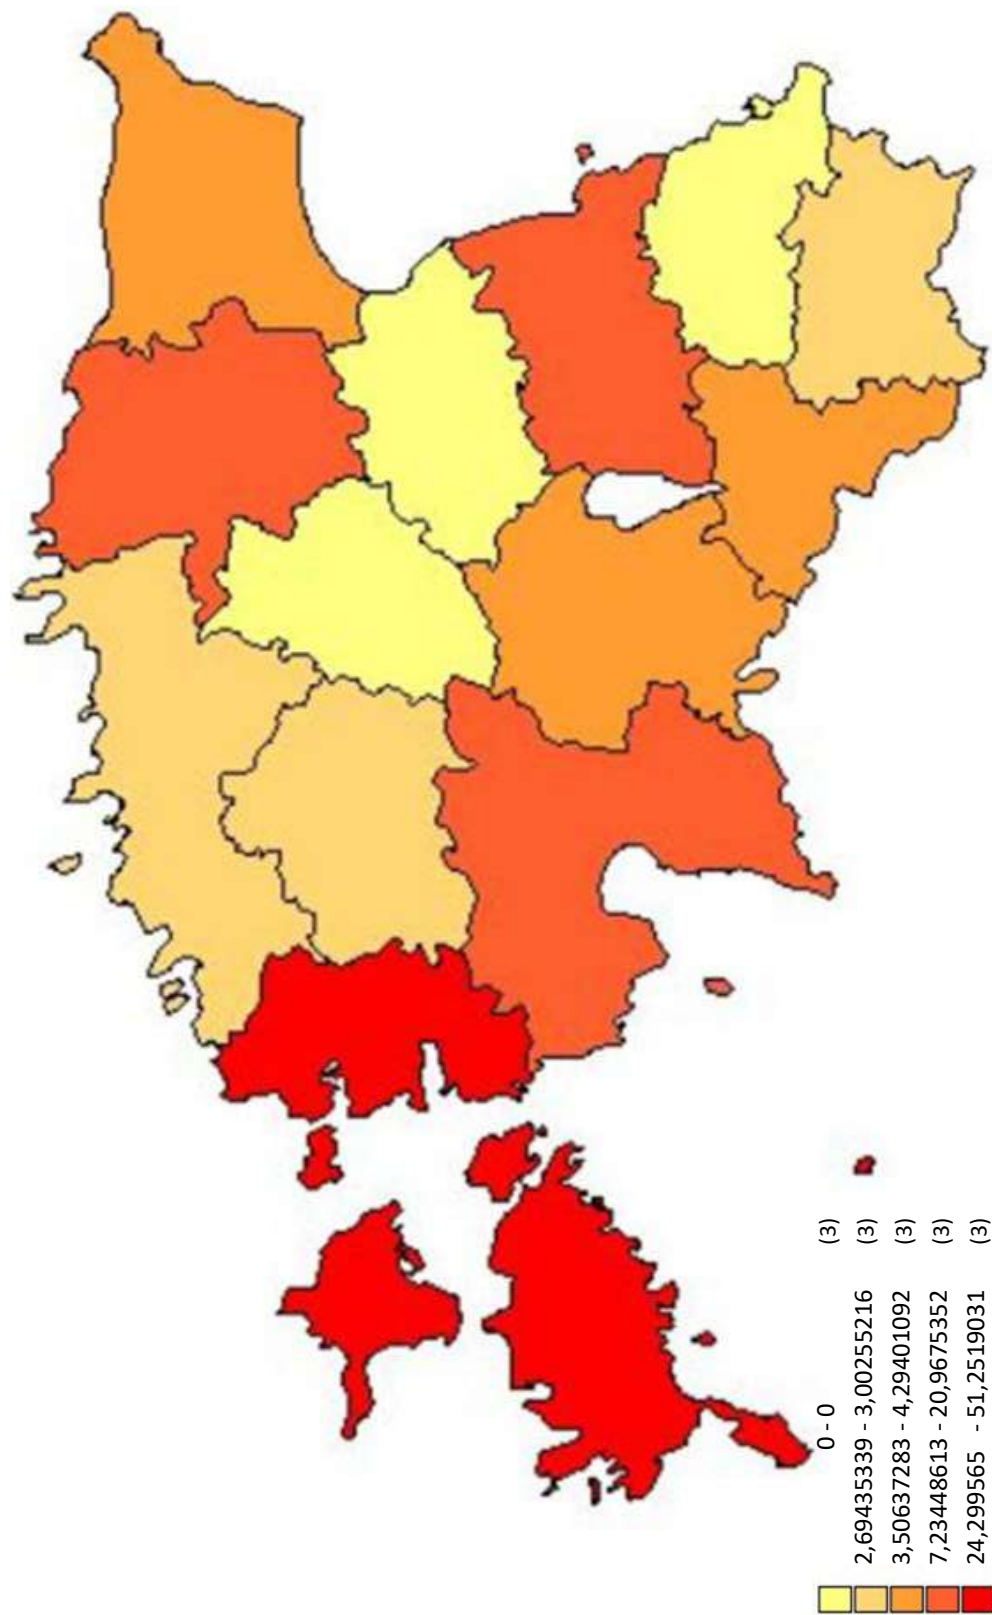 0 - 0 (3)
2,69435339 - 3,00255216 (3)
3,50637283 - 4,29401092 (3)
7,23448613 - 20,9675352 (3)
24,299565 - 51,2519031 (3)